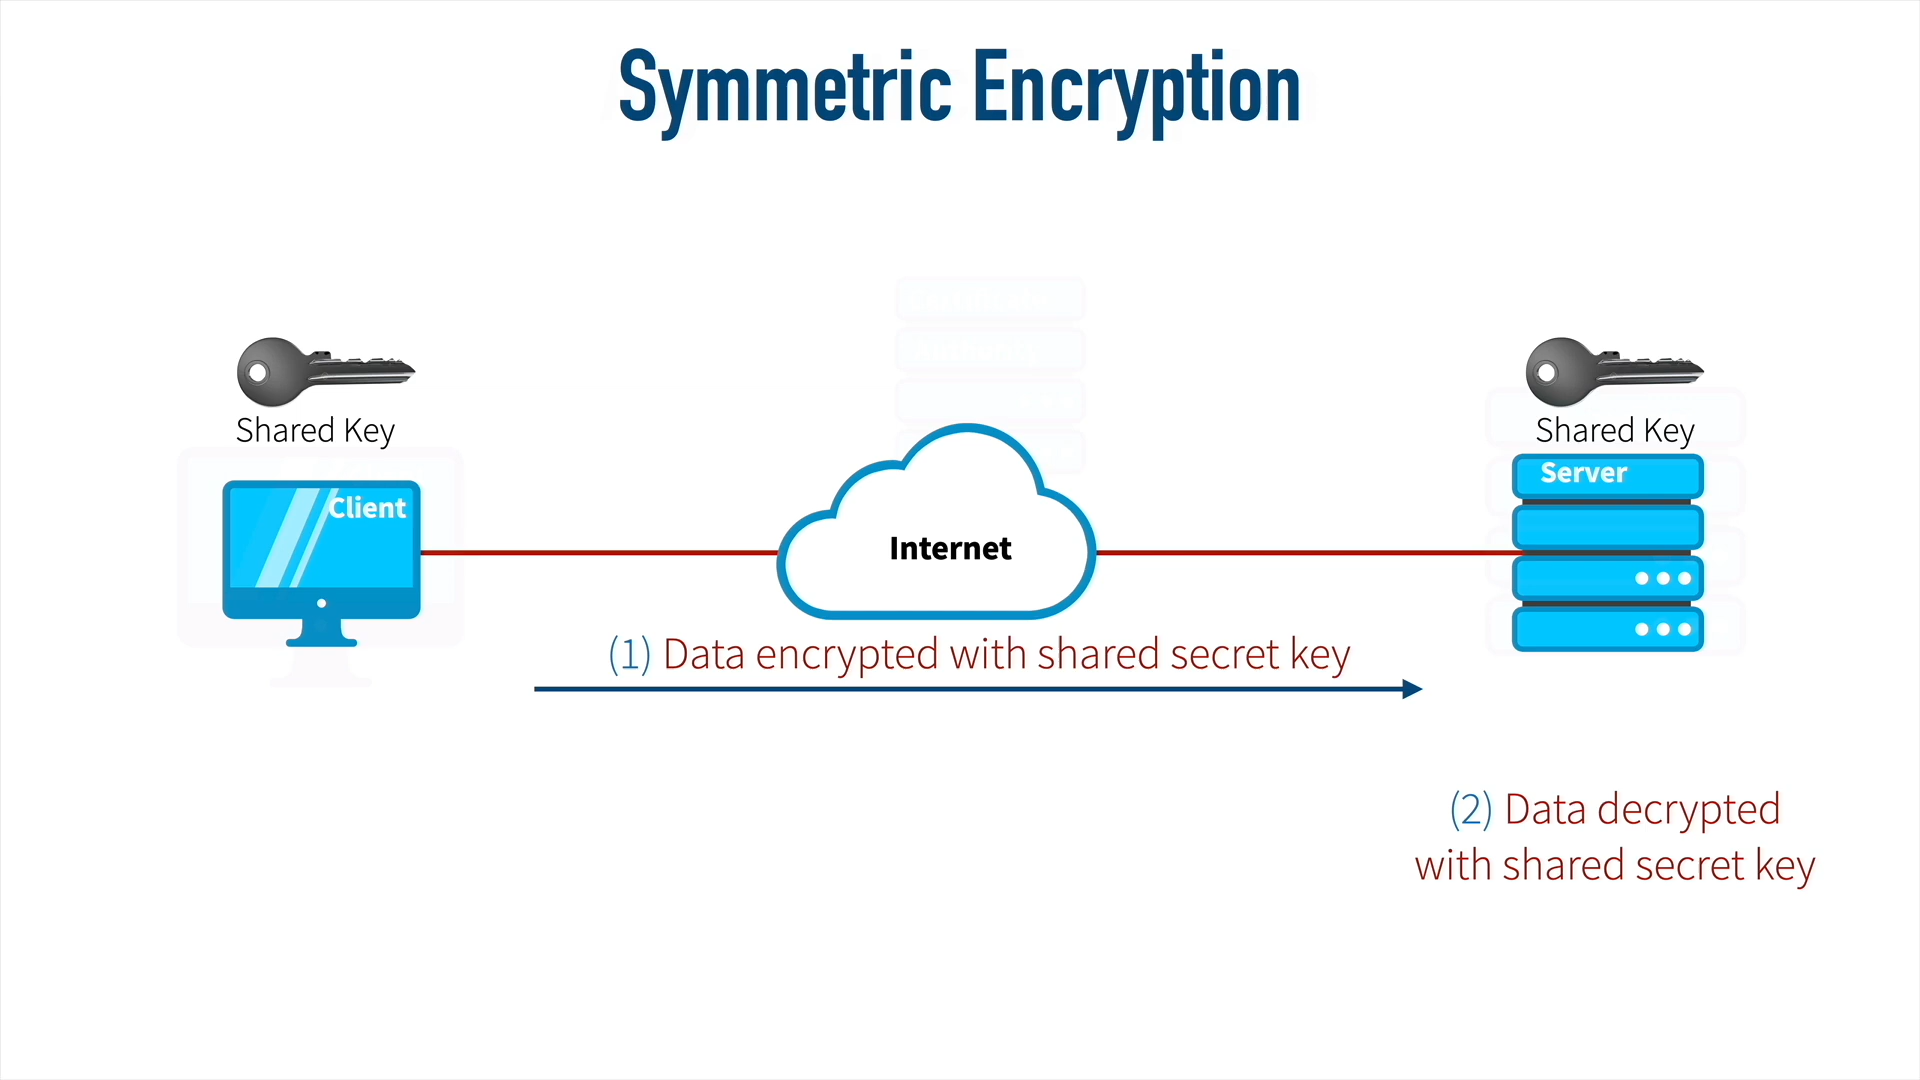 Symmetric Encryption
Shared Key
Shared Key
Client
Server
Internet
(1) Data encrypted with shared secret key
(2) Data decrypted
with shared secret key